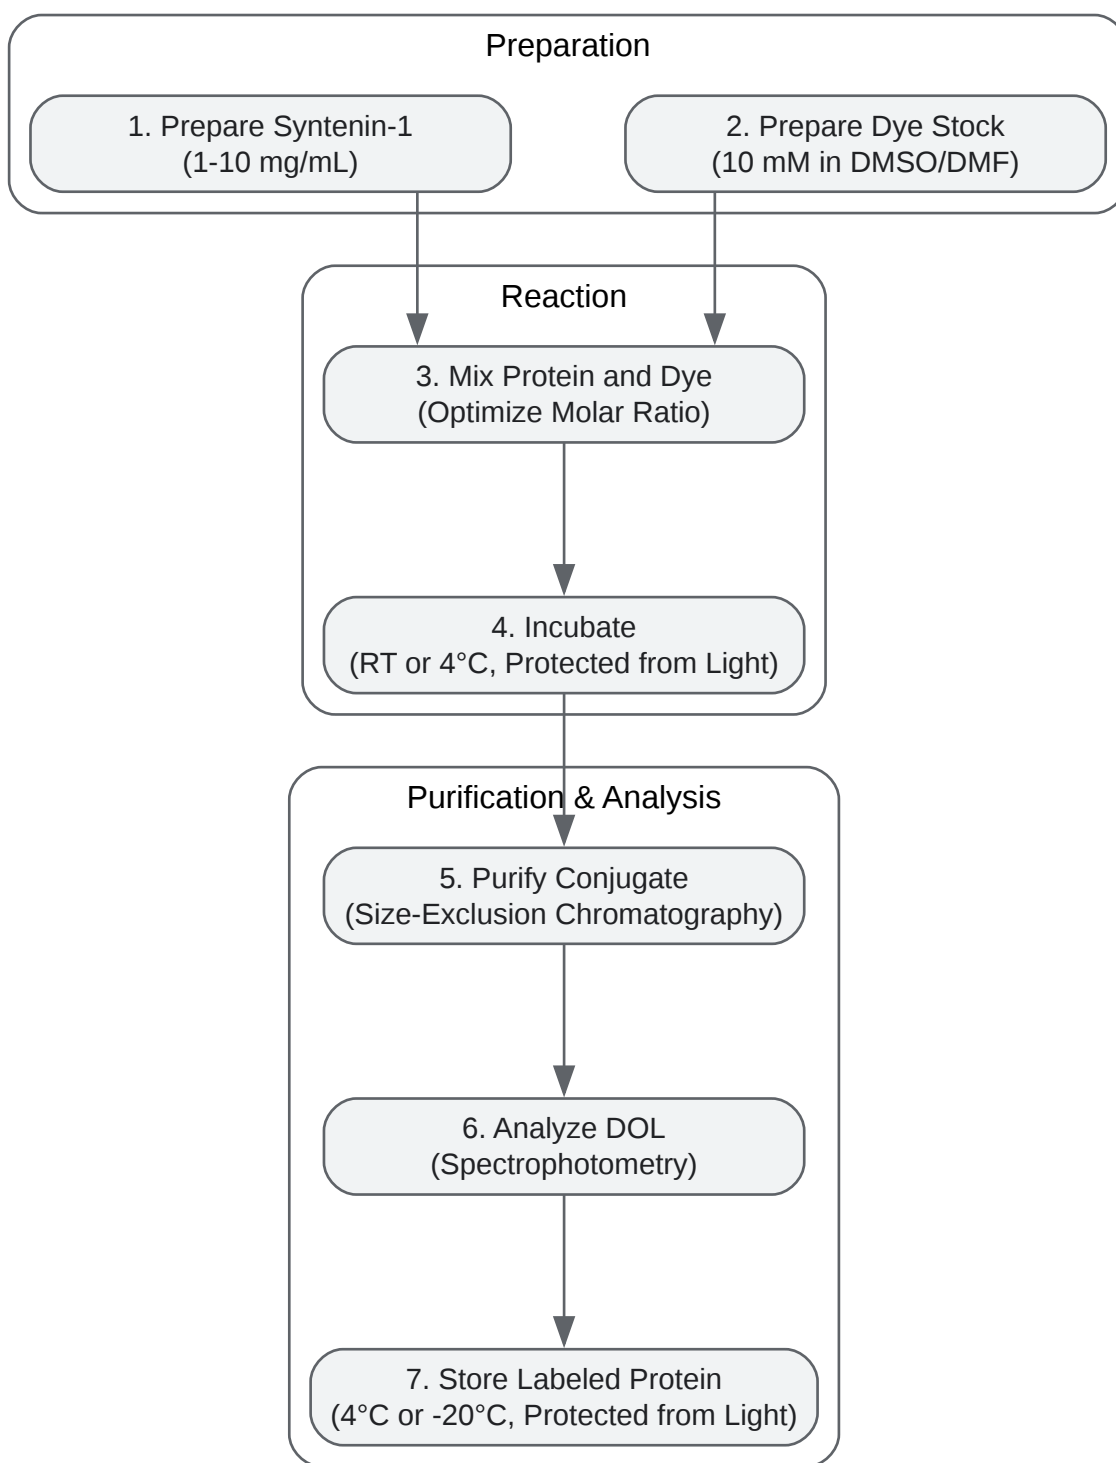 Preparation
1. Prepare Syntenin-1
(1-10 mg/mL)
2. Prepare Dye Stock
(10 mM in DMSO/DMF)
Reaction
3. Mix Protein and Dye
(Optimize Molar Ratio)
4. Incubate
(RT or 4°C, Protected from Light)
Purification & Analysis
5. Purify Conjugate
(Size-Exclusion Chromatography)
6. Analyze DOL
(Spectrophotometry)
7. Store Labeled Protein
(4°C or -20°C, Protected from Light)